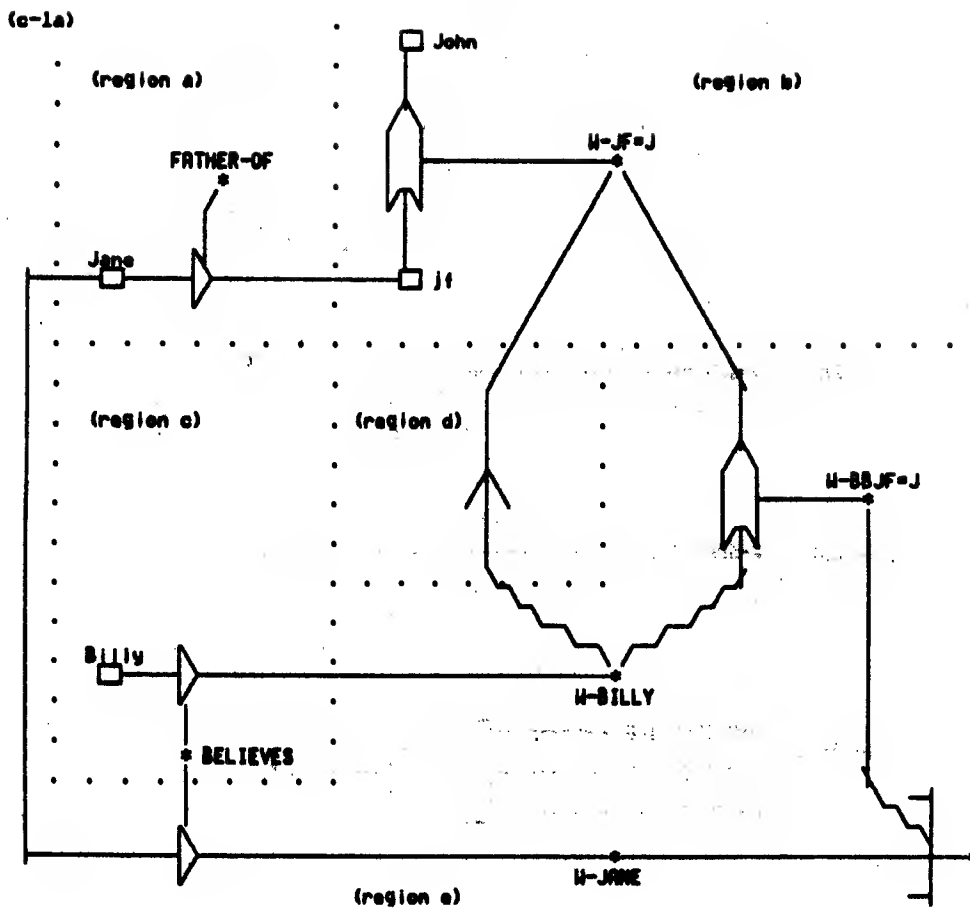 (c-1a)
John
(region a)
(region b)
FATHER-OF
*
W-JF=J
*
Jane
jf
(region c)
(region d)
W-BBJF=J
*
Billy
*
W-BILLY
* BELIEVES
*
W-JANE
(region e)